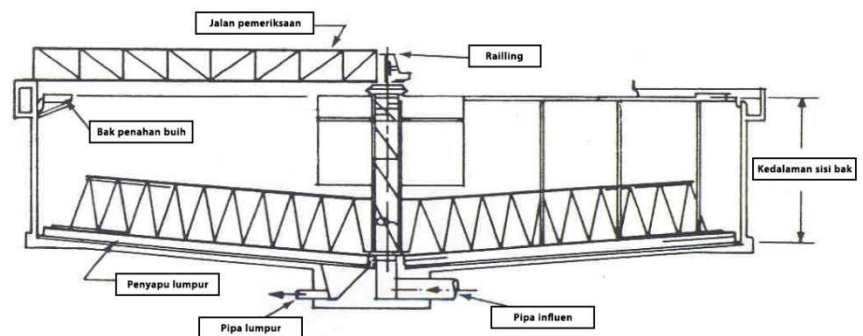 Jalan pemeriksaan
Railling
Bak penahan buih
Kedalaman sisi bak
Penyapu lumpur
Pipa lumpur
Pipa influen